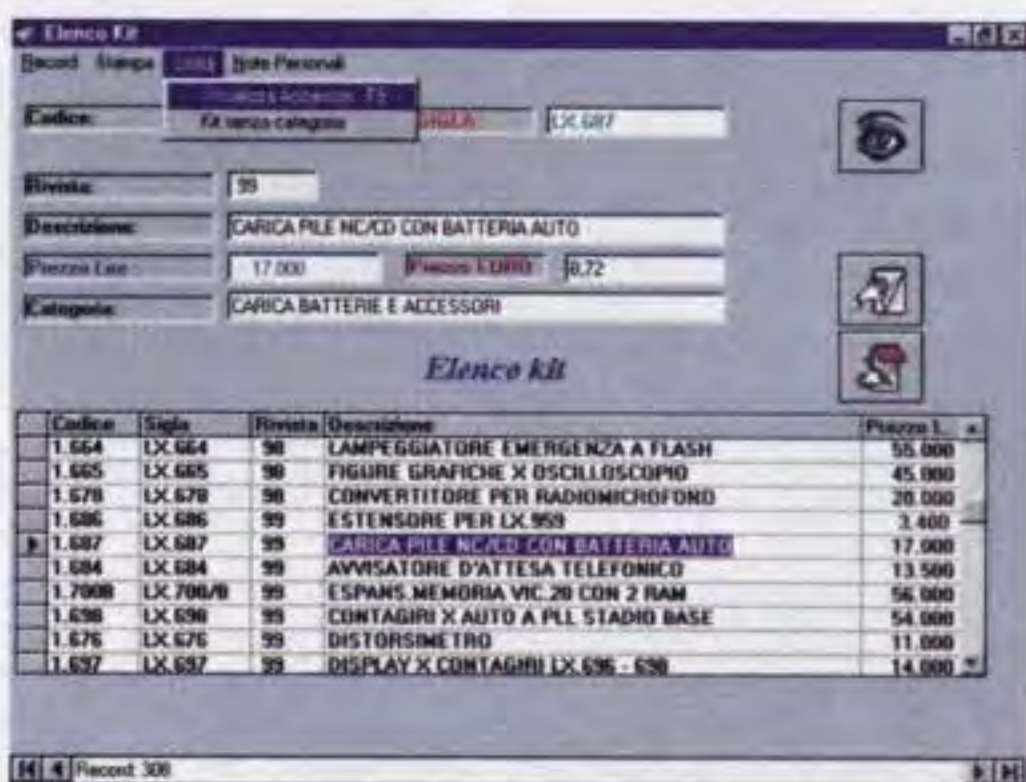 Elenco Kit
Record Stampa Note Personali
Kit senza categoria
Codice: SIGLA LX.687
Rivista: 99
Descrizione: CARICA PILE NC/CD CON BATTERIA AUTO
Prezzo Lire : 17.000 Prezzo EURO 8,72
Categoria: CARICA BATTERIE E ACCESSORI
Elenco kit
Codice Sigla Rivista Descrizione Prezzo L.
1.664 LX.664 98 LAMPEGGIATORE EMERGENZA A FLASH 55.000
1.665 LX.665 98 FIGURE GRAFICHE X OSCILLOSCOPIO 45.000
1.678 LX.678 98 CONVERTITORE PER RADIOMICROFONO 20.000
1.686 LX.686 99 ESTENSORE PER LX.959 3.400
1.687 LX.687 99 CARICA PILE NC/CD CON BATTERIA AUTO 17.000
1.684 LX.684 99 AVVISATORE D'ATTESA TELEFONICO 13.500
1.700B LX.700/B 99 ESPANS.MEMORIA VIC.20 CON 2 RAM 56.000
1.698 LX.698 99 CONTAGIRI X AUTO A PLL STADIO BASE 54.000
1.676 LX.676 99 DISTORSIMETRO 11.000
1.697 LX.697 99 DISPLAY X CONTAGIRI LX.696 - 698 14.000
Record: 308